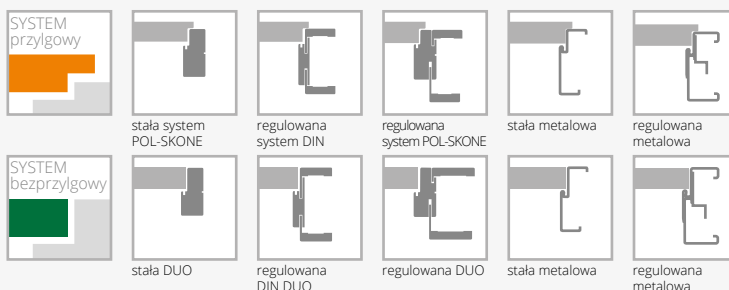 SYSTEM
przylgowy
stała system
POL-SKONE
regulowana
system DIN
regulowana
system POL-SKONE
stała metalowa
regulowana
metalowa
SYSTEM
bezprzylgowy
stała DUO
regulowana
DIN DUO
regulowana DUO
stała metalowa
regulowana
metalowa